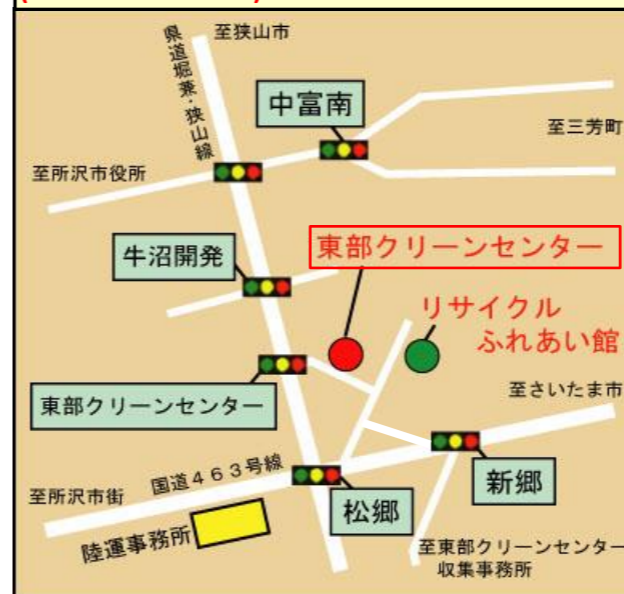 至狭山市
県道堀兼・狭山線
中富南
至三芳町
至所沢市役所
牛沼開発
東部クリーンセンター
リサイクル
ふれあい館
東部クリーンセンター
至さいたま市
国道４６３号線
至所沢市街
新郷
松郷
陸運事務所
至東部クリーンセンター
収集事務所